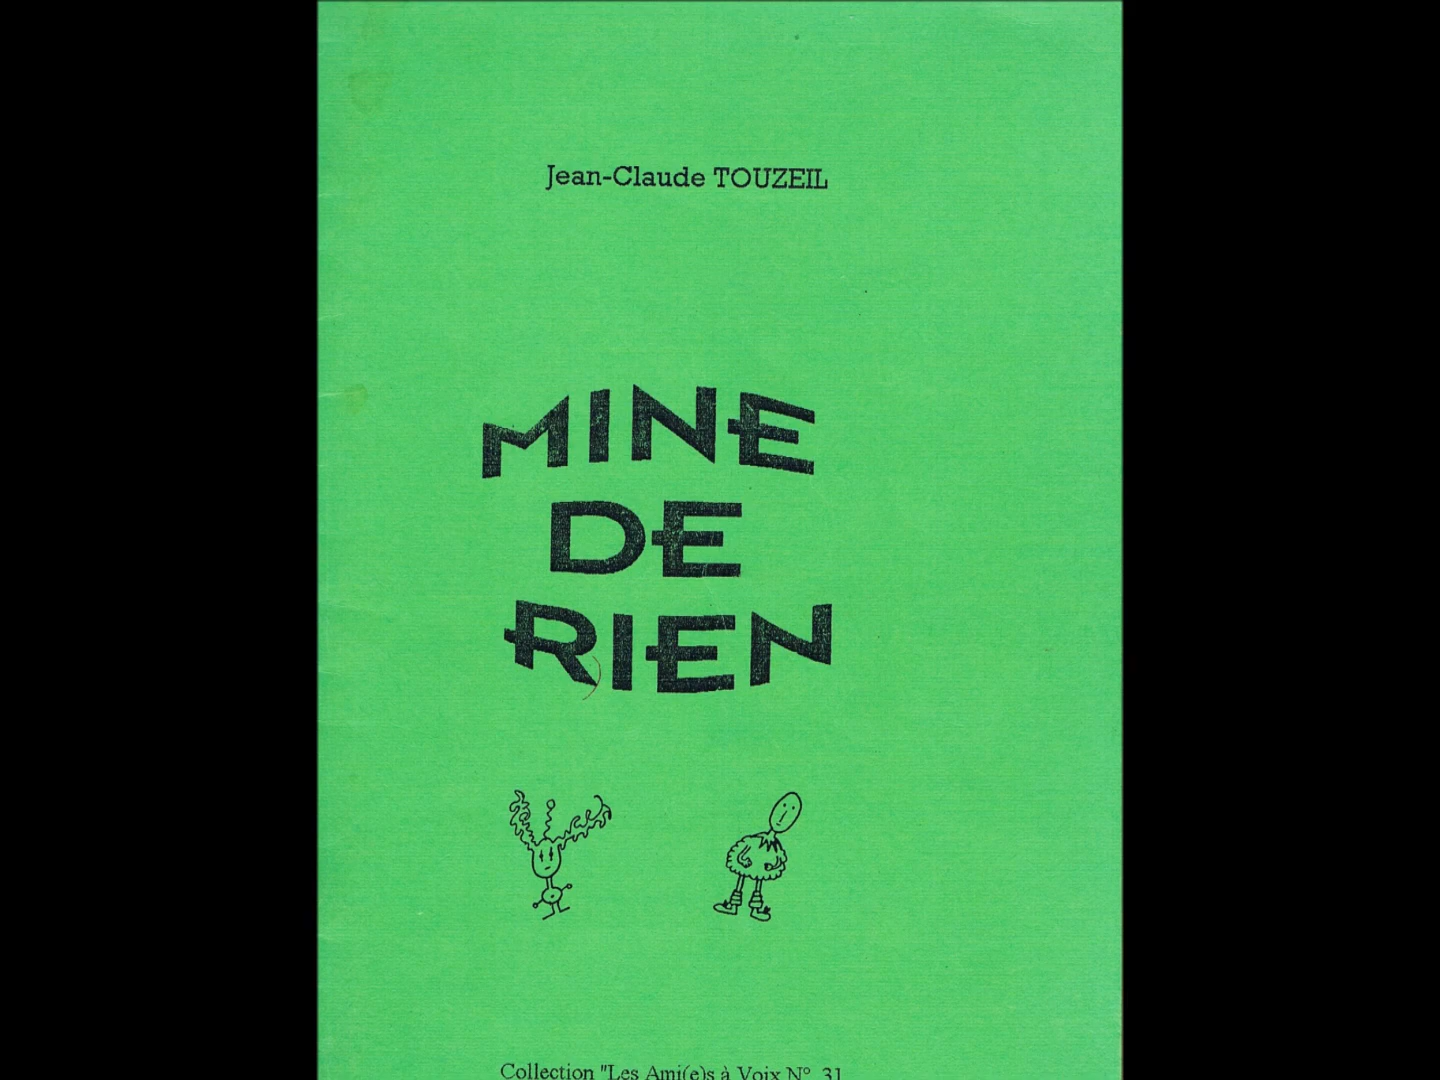 Jean-Claude TOUZEIL
MINE
DE
RIEN
Collection "Les Ami(e)s à Voix N° 31